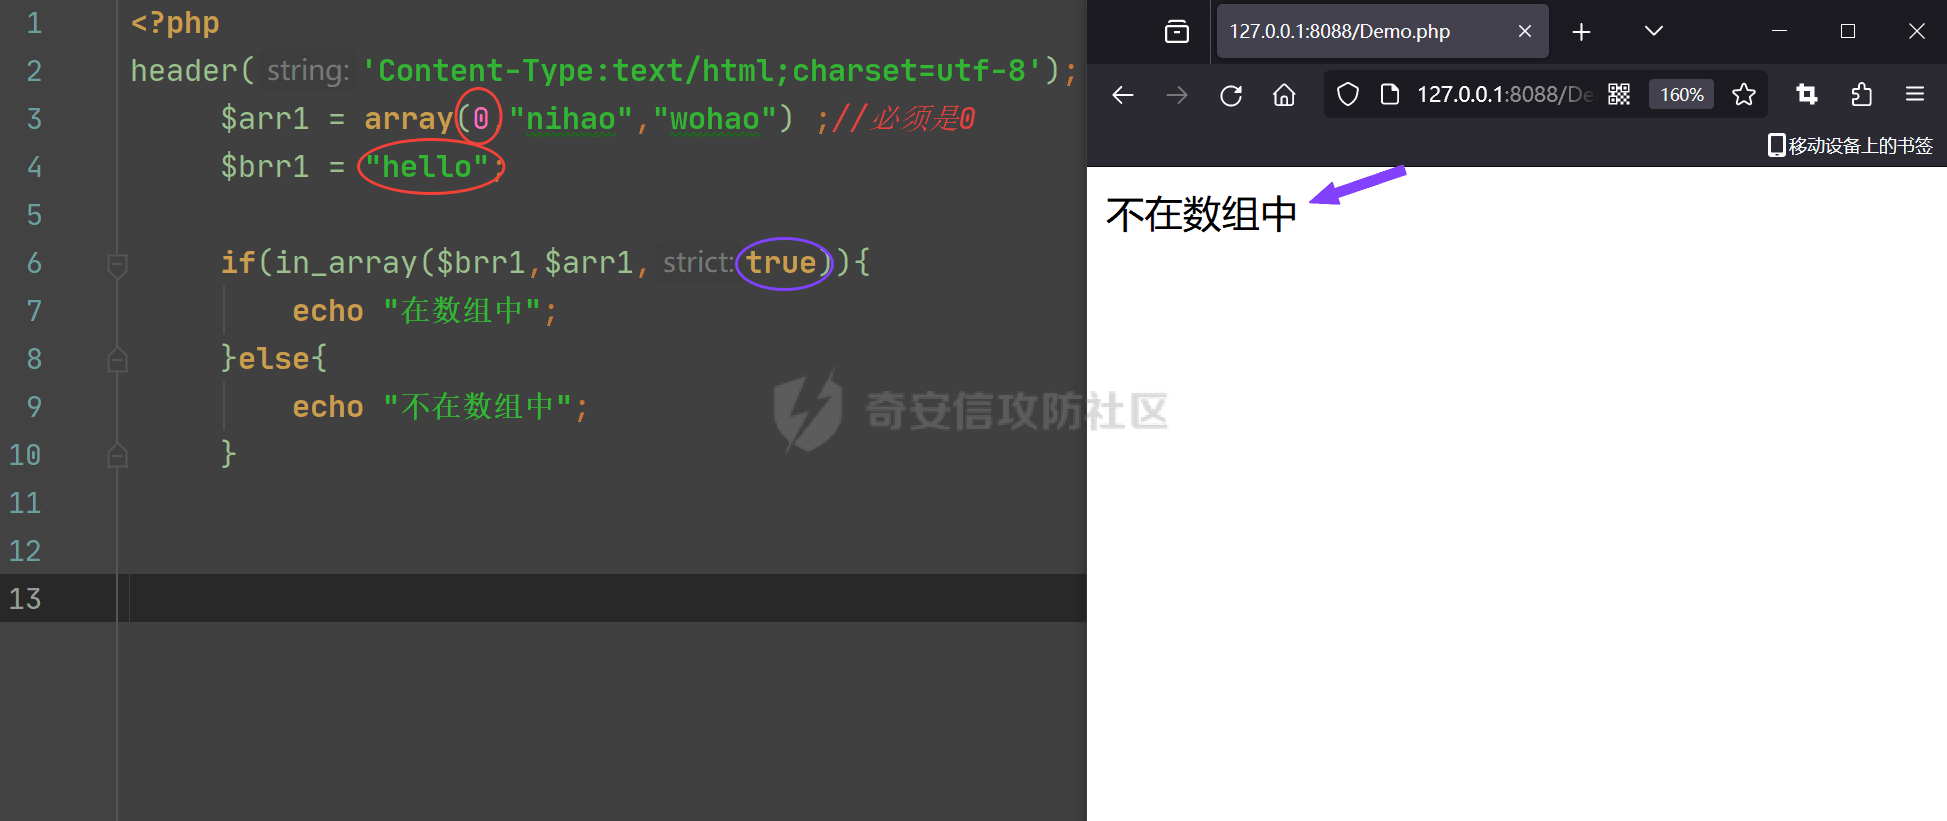 1 <?php
2 header( string: 'Content-Type:text/html;charset=utf-8');
3 $arr1 = array(0,"nihao","wohao") ;//必须是0
4 $brr1 = "hello";
5
6 if(in_array($brr1,$arr1, strict: true)){
7 echo "在数组中";
8 }else{
9 echo "不在数组中";
10 }
11
12
13
奇安信攻防社区
127.0.0.1:8088/Demo.php
127.0.0.1:8088/De
160%
移动设备上的书签
不在数组中